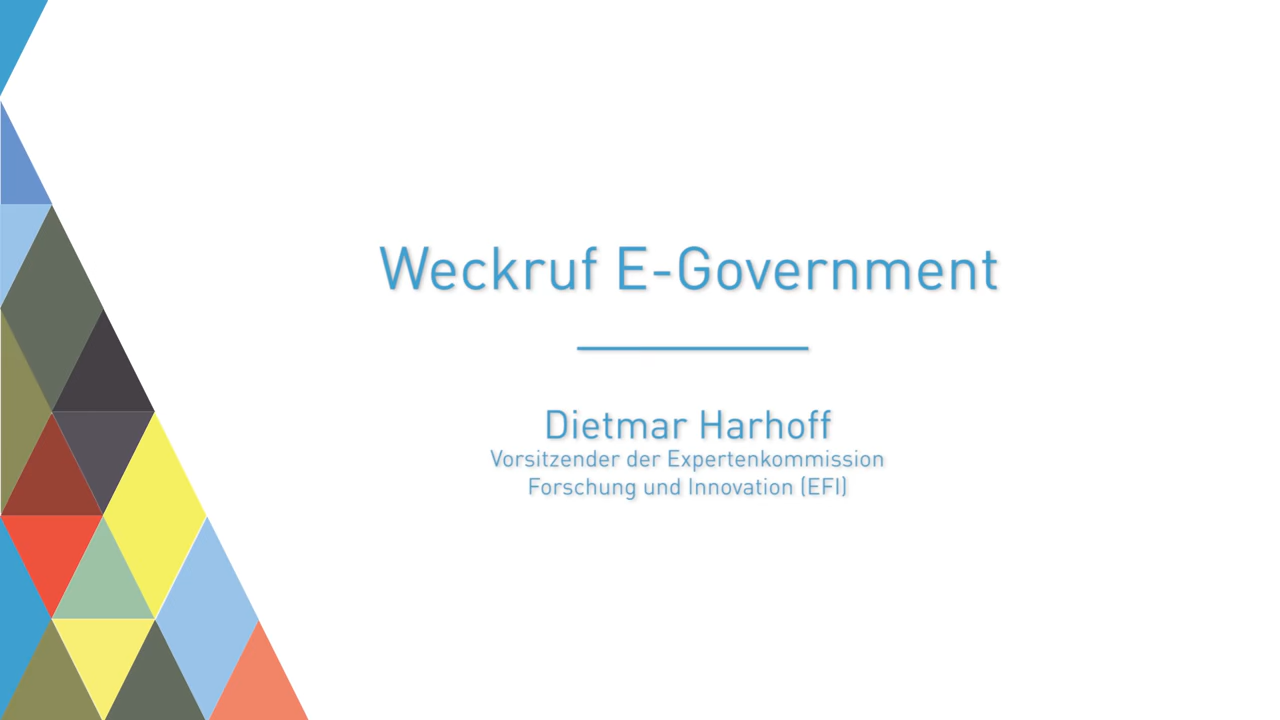 Weckruf E-Government
Dietmar Harhoff
Vorsitzender der Expertenkommission
Forschung und Innovation (EFI)